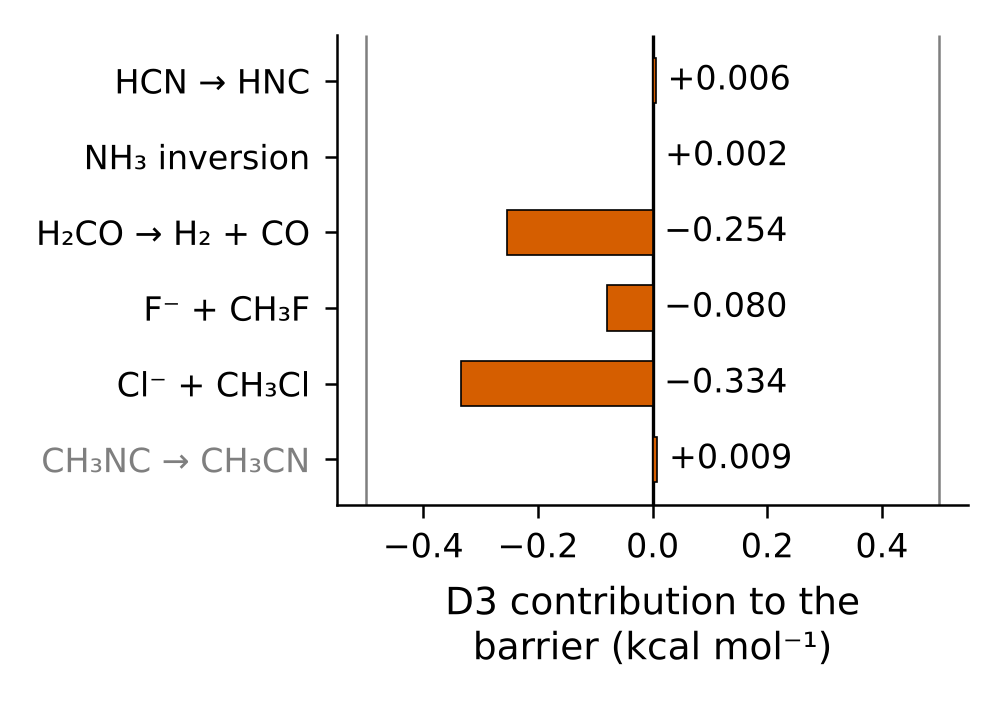 HCN → HNC
+0.006
NH₃ inversion
+0.002
H₂CO → H₂ + CO
−0.254
F⁻ + CH₃F
−0.080
Cl⁻ + CH₃Cl
−0.334
CH₃NC → CH₃CN
+0.009
−0.4
−0.2
0.0
0.2
0.4
D3 contribution to the
barrier (kcal mol⁻¹)